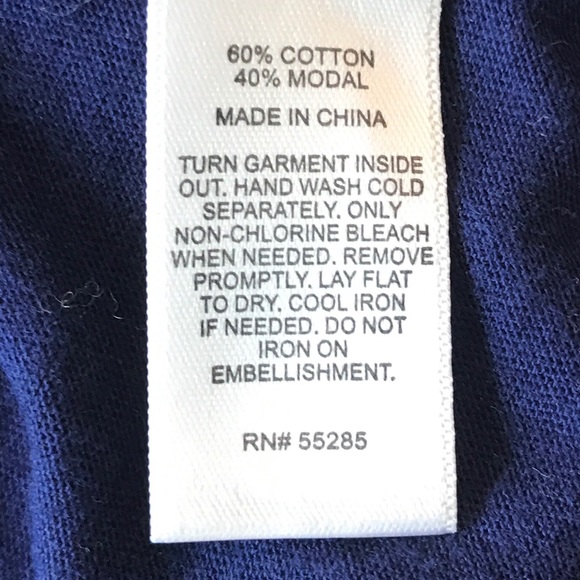 60% COTTON
40% MODAL
MADE IN CHINA
TURN GARMENT INSIDE
OUT. HAND WASH COLD
SEPARATELY. ONLY
NON-CHLORINE BLEACH
WHEN NEEDED. REMOVE
PROMPTLY. LAY FLAT
TO DRY. COOL IRON
IF NEEDED. DO NOT
IRON ON
EMBELLISHMENT.
RN# 55285